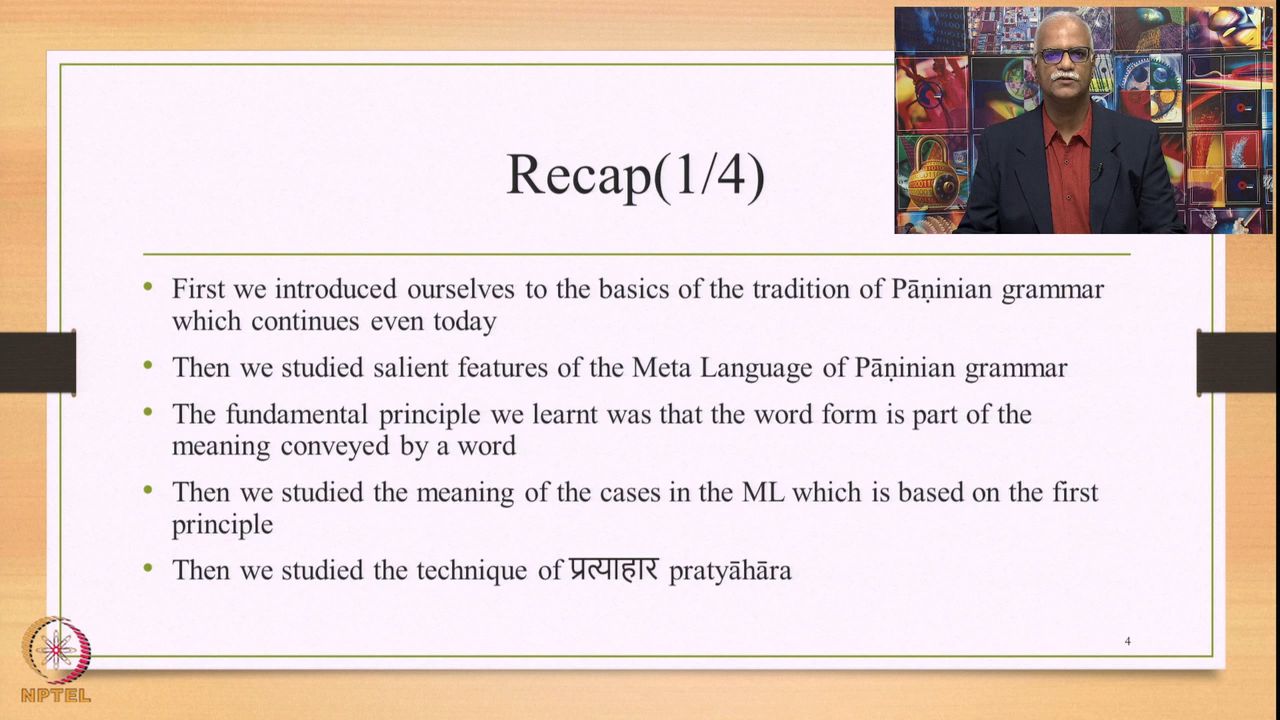 Recap(1/4)
• First we introduced ourselves to the basics of the tradition of Pāṇinian grammar
which continues even today
• Then we studied salient features of the Meta Language of Pāṇinian grammar
• The fundamental principle we learnt was that the word form is part of the
meaning conveyed by a word
• Then we studied the meaning of the cases in the ML which is based on the first
principle
• Then we studied the technique of प्रत्याहार pratyāhāra
4
NPTEL